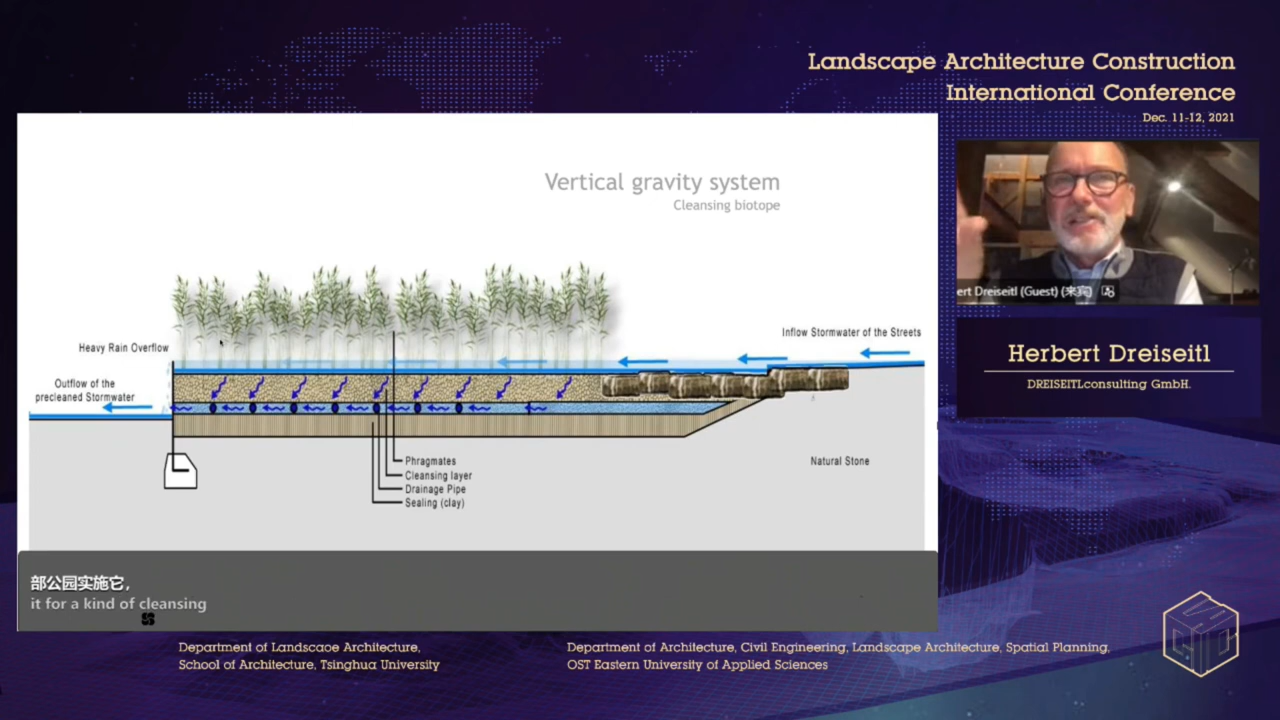 Landscape Architecture Construction
International Conference
Dec. 11-12, 2021
Vertical gravity system
Cleansing biotope
ert Dreiseitl (Guest) (来宾)
Inflow Stormwater of the Streets
Heavy Rain Overflow
Herbert Dreiseitl
DREISEITLconsulting GmbH.
Outflow of the
precleaned Stormwater
Phragmates
Cleansing layer
Drainage Pipe
Sealing (clay)
Natural Stone
部公园实施它，
it for a kind of cleansing
Department of Landscaoe Architecture,
School of Architecture, Tsinghua University
Department of Architecture, Civil Engineering, Landscape Architecture, Spatial Planning,
OST Eastern University of Applied Sciences